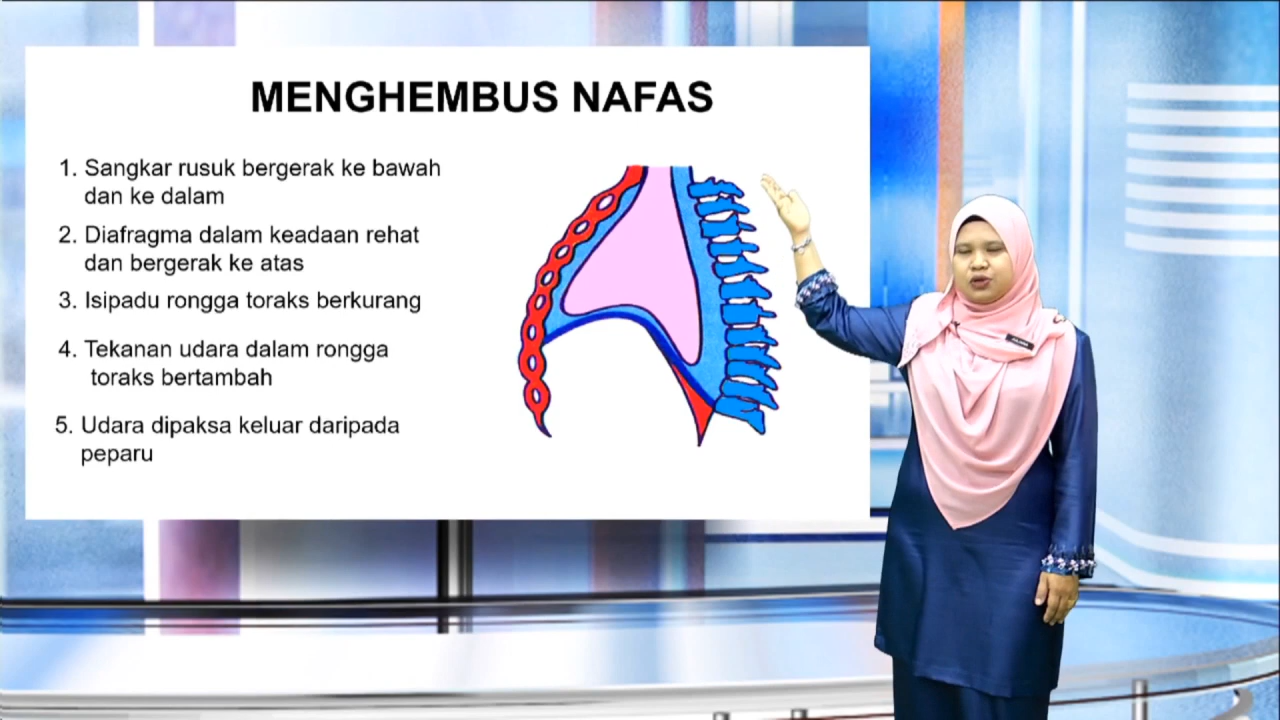 MENGHEMBUS NAFAS
1. Sangkar rusuk bergerak ke bawah
dan ke dalam
2. Diafragma dalam keadaan rehat
dan bergerak ke atas
3. Isipadu rongga toraks berkurang
4. Tekanan udara dalam rongga
toraks bertambah
5. Udara dipaksa keluar daripada
peparu